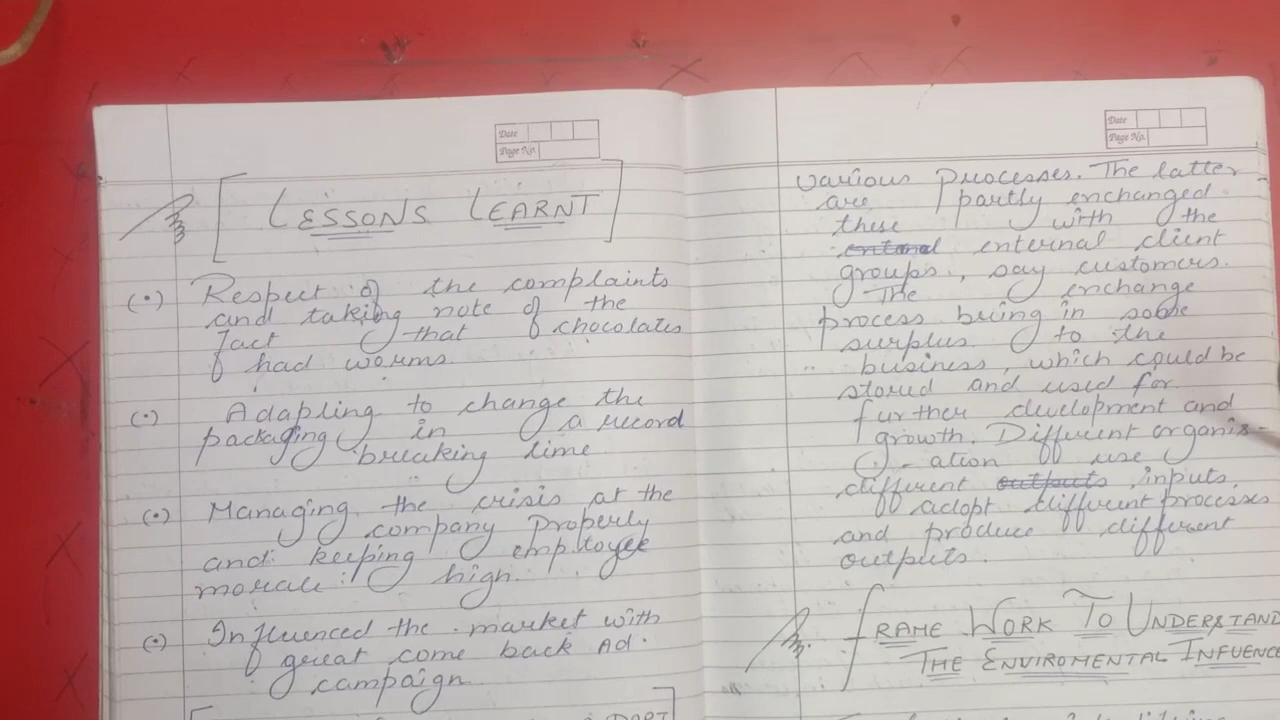 Date
Page No.
LESSONS LEARNT
(•) Respect of the complaints
and taking note of the
fact that chocolates
had worms.
(•) Adapting to change the
packaging in a record
breaking time
(•) Managing the crisis at the
company Properly
and keeping employee
morale high.
(•) Influenced the market with
great come back Ad.
campaign
Date
Page No.
various processes. The latter
are partly enchanged
these with the
external client
groups, say customers.
The exchange
process being in some
surplus to the
business, which could be
stored and used for
further development and
growth. Different organis-
ation use
different outputs inputs,
adopt different processes
and produce different
outputs.
FRAME WORK TO UNDERSTAND
THE ENVIROMENTAL INFUENCE